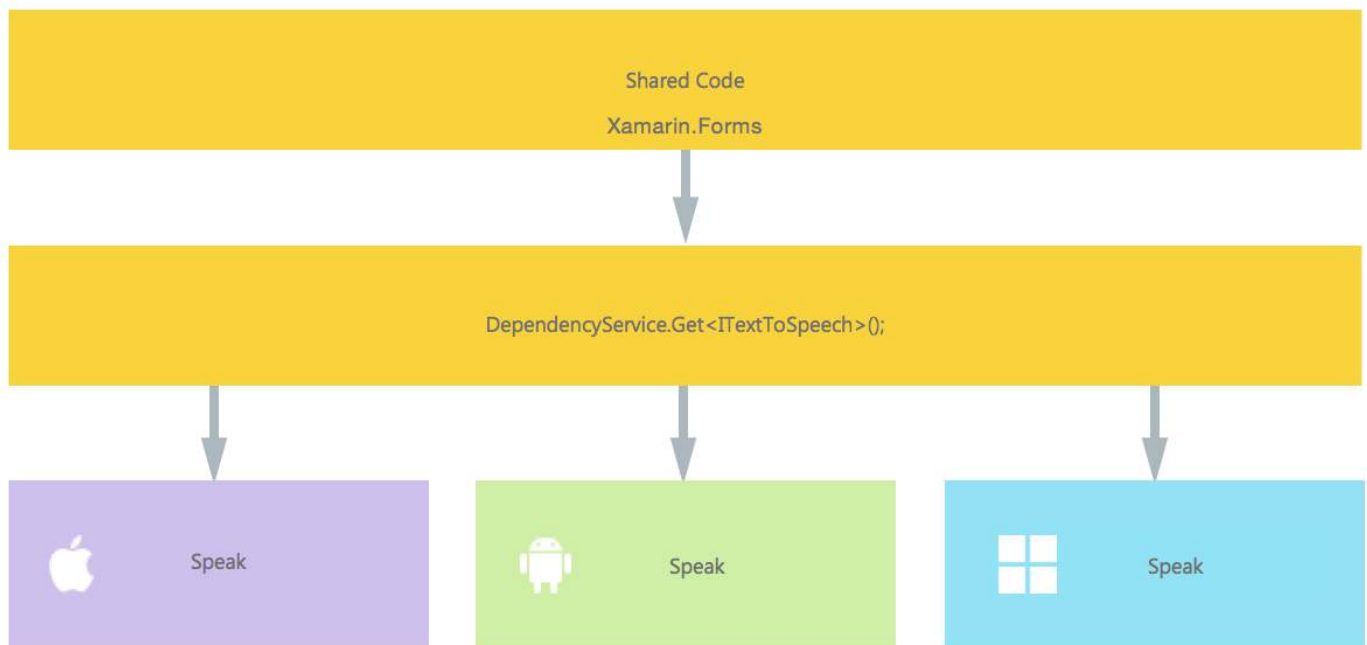 Shared Code
Xamarin.Forms
DependencyService.Get<ITextToSpeech>();
Speak
Speak
Speak